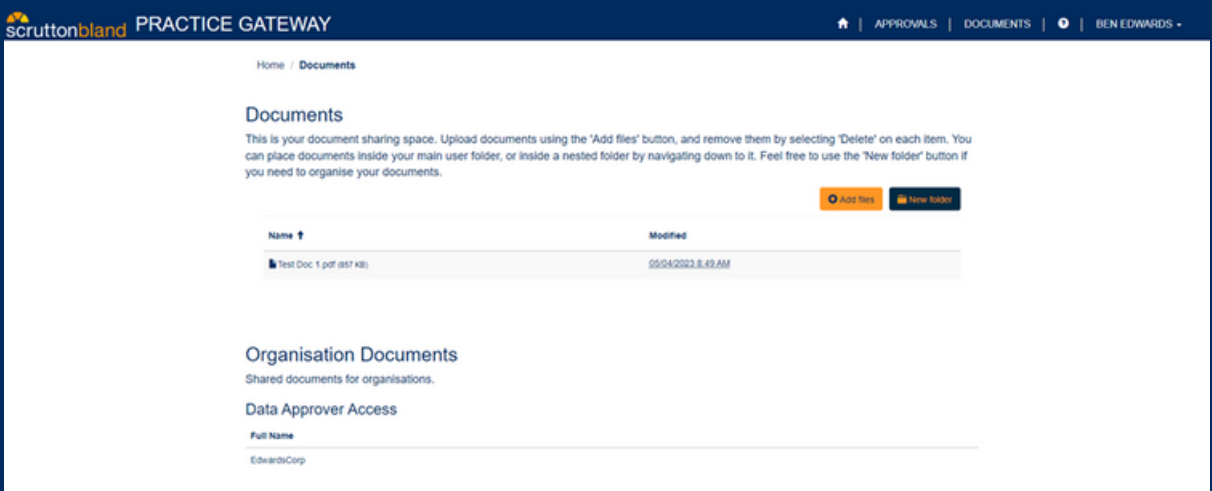 scruttonbland PRACTICE GATEWAY
APPROVALS | DOCUMENTS | ? | BEN EDWARDS
Home / Documents
Documents
This is your document sharing space. Upload documents using the 'Add files' button, and remove them by selecting 'Delete' on each item. You
can place documents inside your main user folder, or inside a nested folder by navigating down to it. Feel free to use the 'New folder' button if
you need to organise your documents.
Add files New folder
Name Modified
Test Doc 1.pdf (857 KB) 05/04/2023 8:49 AM
Organisation Documents
Shared documents for organisations.
Data Approver Access
Full Name
EdwardsCorp